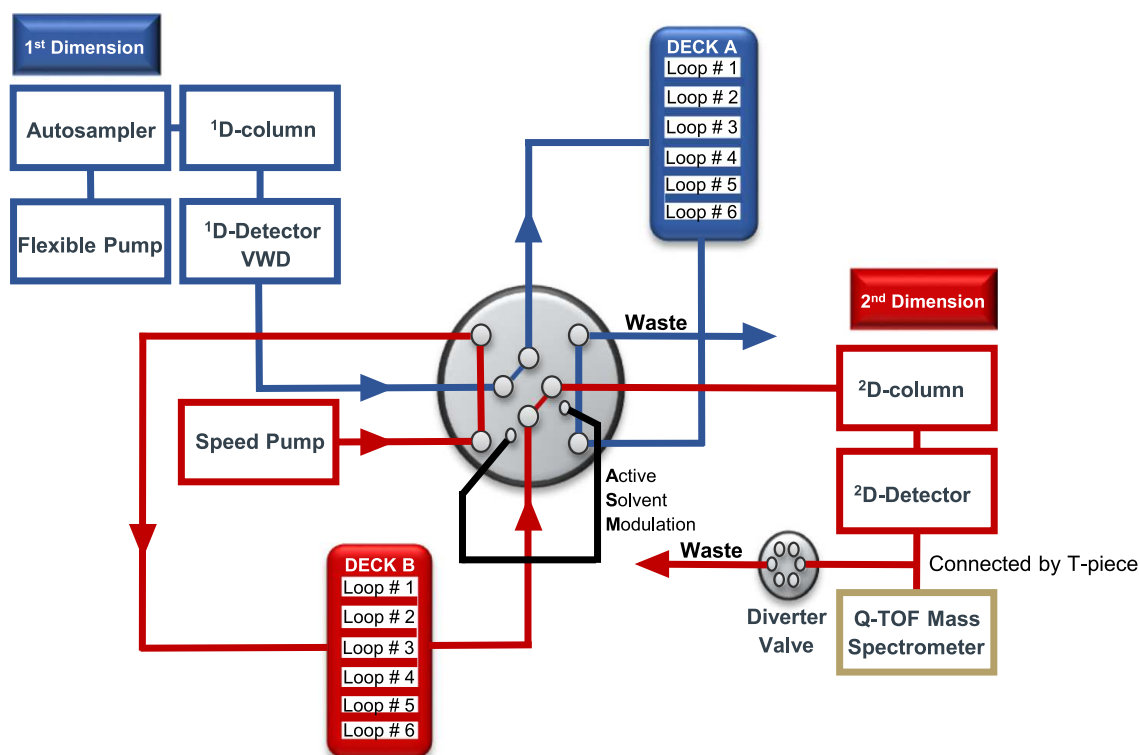 1st Dimension
Autosampler
¹D-column
Flexible Pump
¹D-Detector
VWD
DECK A
Loop # 1
Loop # 2
Loop # 3
Loop # 4
Loop # 5
Loop # 6
Waste
2nd Dimension
²D-column
Speed Pump
²D-Detector
Active
Solvent
Modulation
DECK B
Loop # 1
Loop # 2
Loop # 3
Loop # 4
Loop # 5
Loop # 6
Waste
Connected by T-piece
Diverter
Valve
Q-TOF Mass
Spectrometer